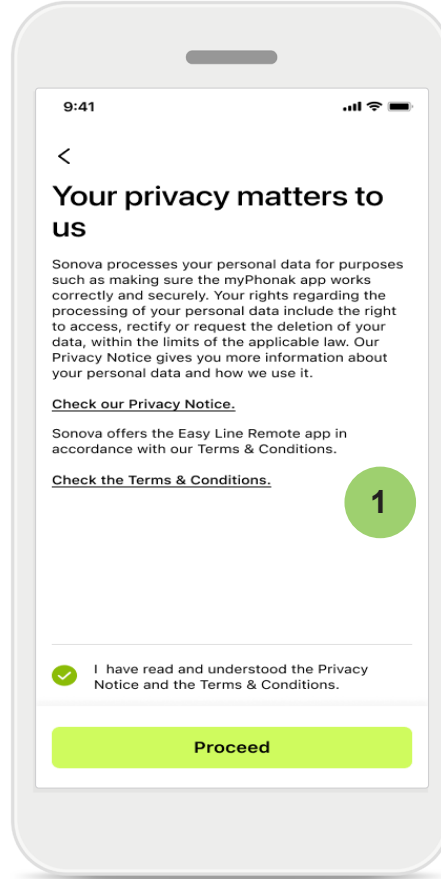 9:41
Your privacy matters to
us
Sonova processes your personal data for purposes
such as making sure the myPhonak app works
correctly and securely. Your rights regarding the
processing of your personal data include the right
to access, rectify or request the deletion of your
data, within the limits of the applicable law. Our
Privacy Notice gives you more information about
your personal data and how we use it.
Check our Privacy Notice.
Sonova offers the Easy Line Remote app in
accordance with our Terms & Conditions.
Check the Terms & Conditions.
1
I have read and understood the Privacy
Notice and the Terms & Conditions.
Proceed